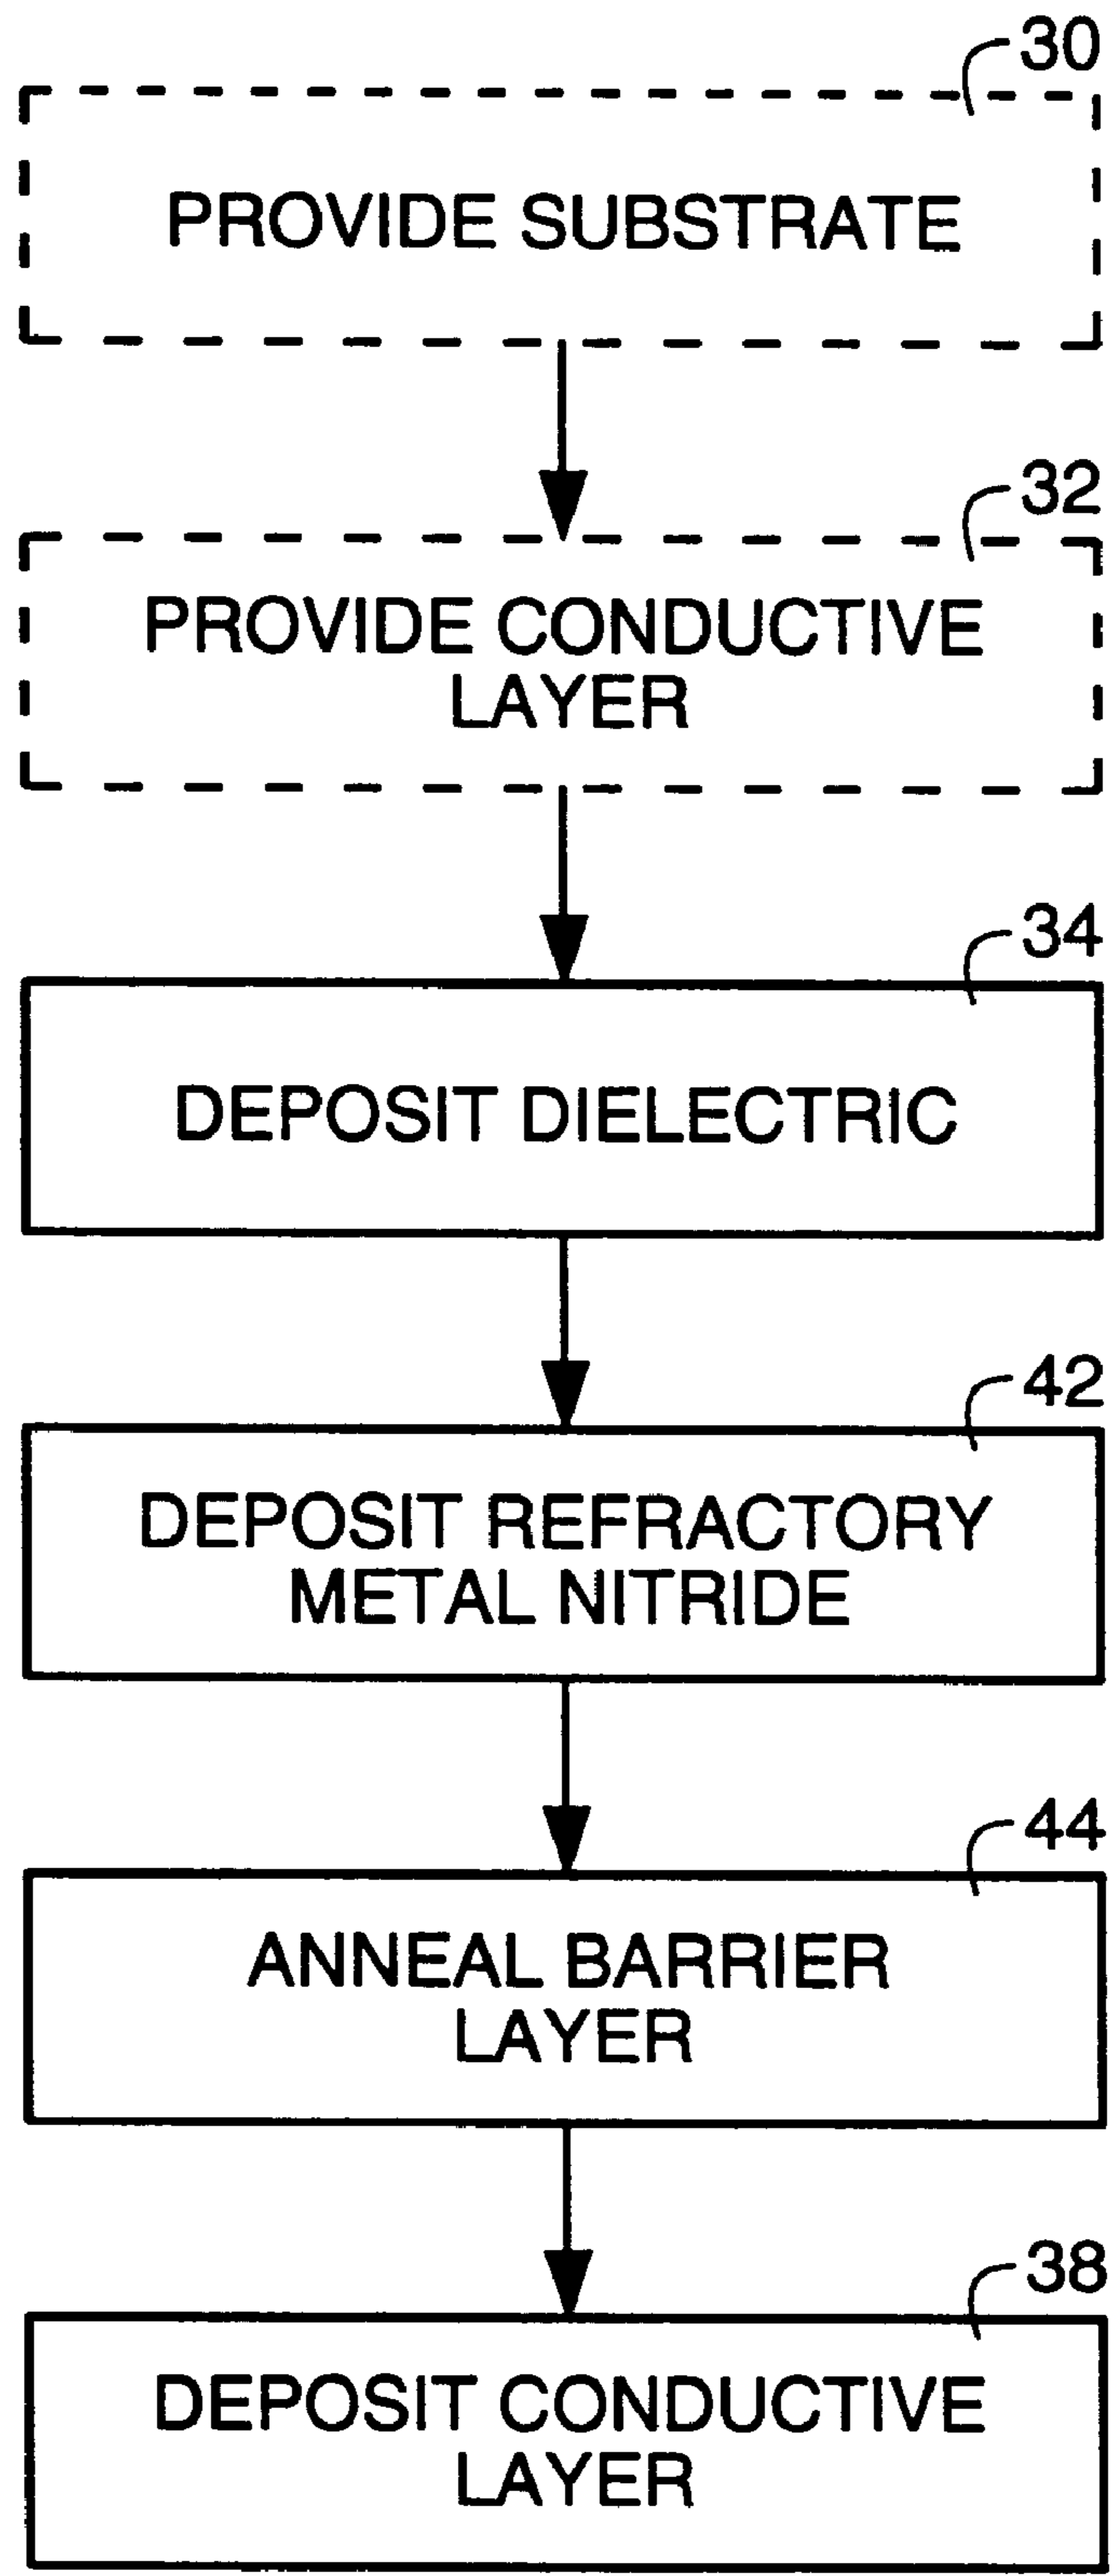 30
PROVIDE SUBSTRATE
32
PROVIDE CONDUCTIVE
LAYER
34
DEPOSIT DIELECTRIC
42
DEPOSIT REFRACTORY
METAL NITRIDE
44
ANNEAL BARRIER
LAYER
38
DEPOSIT CONDUCTIVE
LAYER